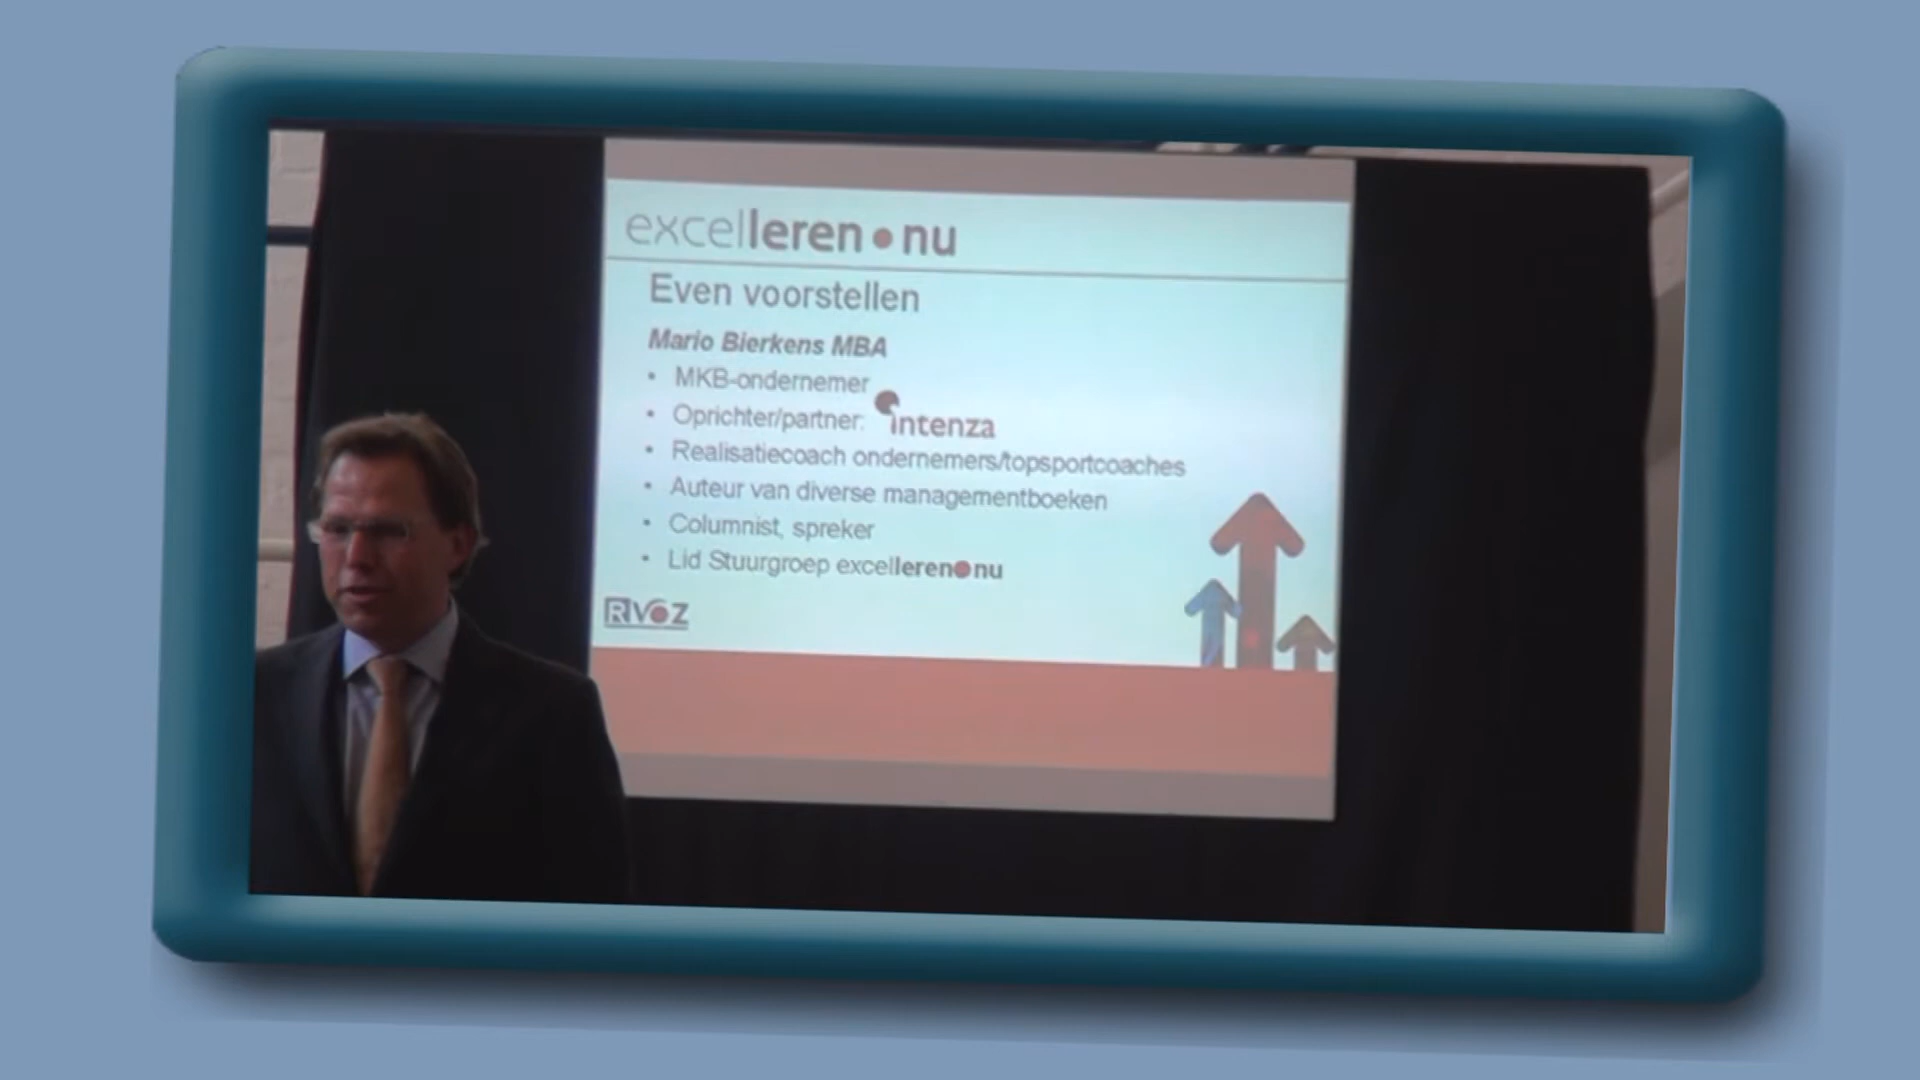 excelleren•nu
Even voorstellen
Mario Bierkens MBA
• MKB-ondernemer
• Oprichter/partner: intenza
• Realisatiecoach ondernemers/topsportcoaches
• Auteur van diverse managementboeken
• Columnist, spreker
• Lid Stuurgroep excelleren•nu
RVOZ